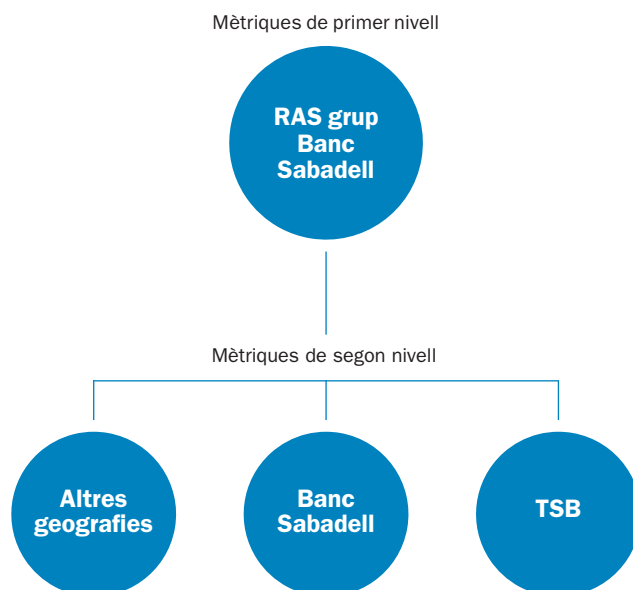 Mètriques de primer nivell
RAS grup
Banc
Sabadell
Mètriques de segon nivell
Altres
geografies
Banc
Sabadell
TSB